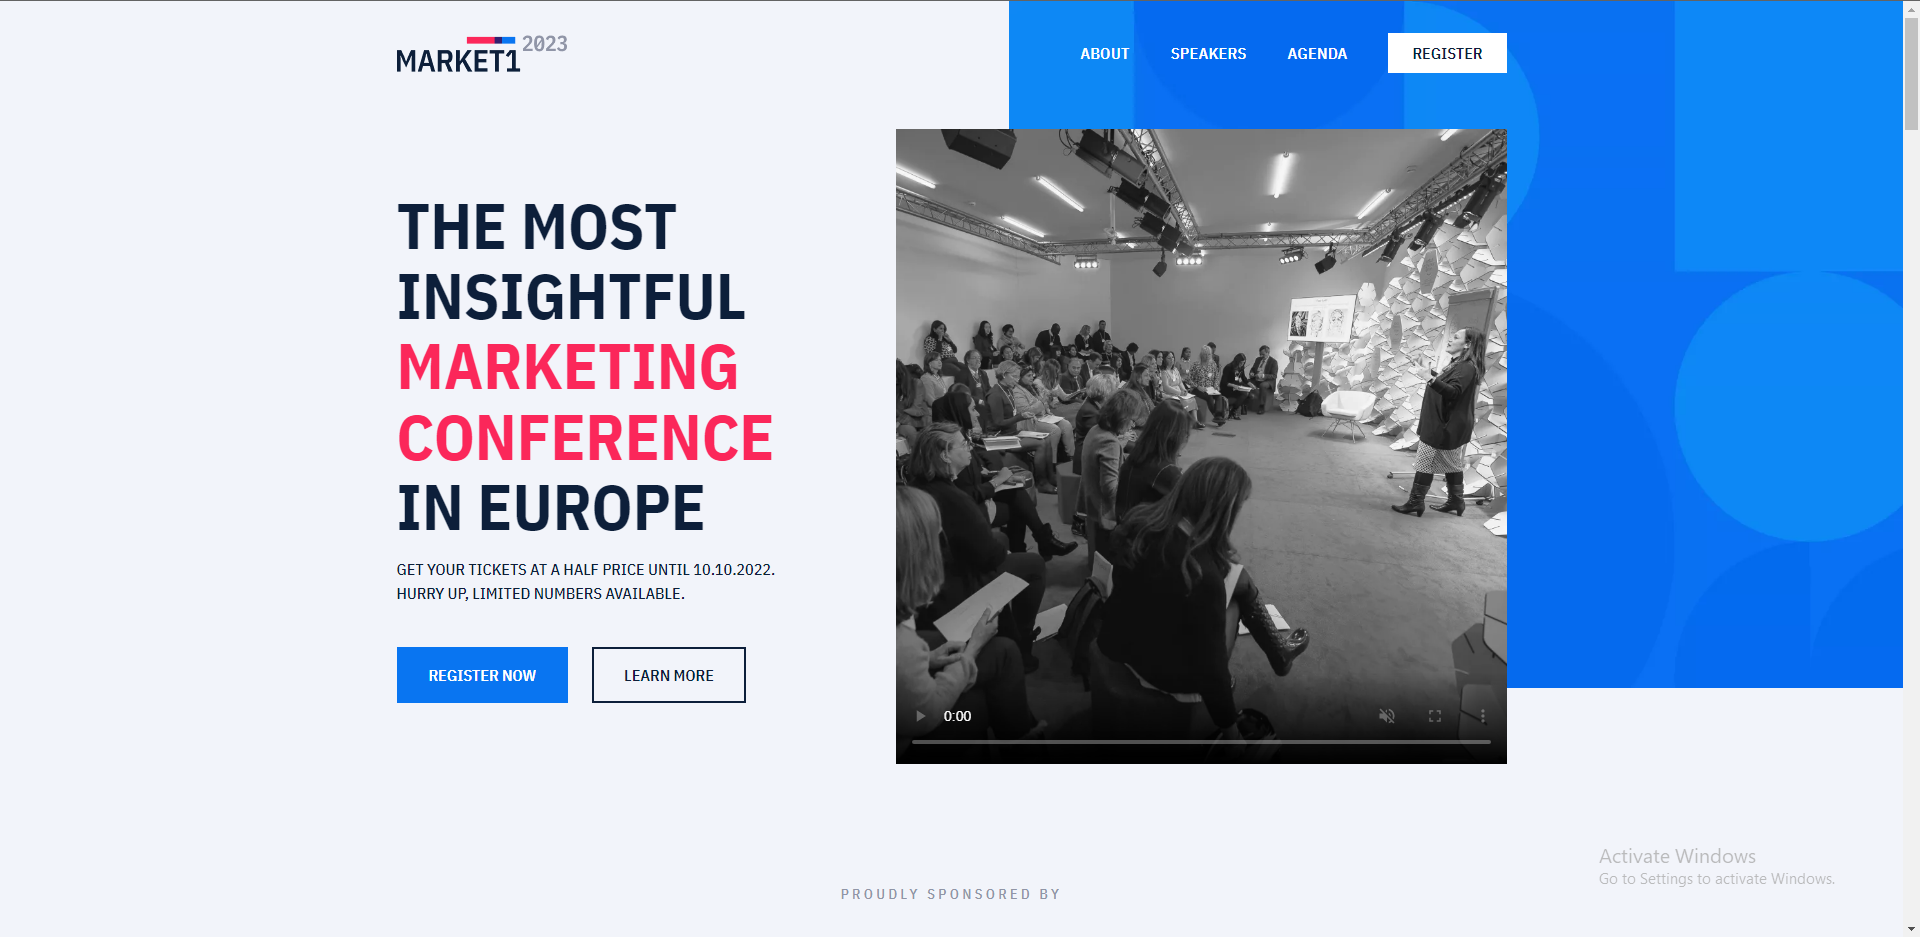 MARKET1 2023
ABOUT
SPEAKERS
AGENDA
REGISTER
THE MOST
INSIGHTFUL
MARKETING
CONFERENCE
IN EUROPE
GET YOUR TICKETS AT A HALF PRICE UNTIL 10.10.2022.
HURRY UP, LIMITED NUMBERS AVAILABLE.
REGISTER NOW
LEARN MORE
0:00
Activate Windows
Go to Settings to activate Windows.
PROUDLY SPONSORED BY